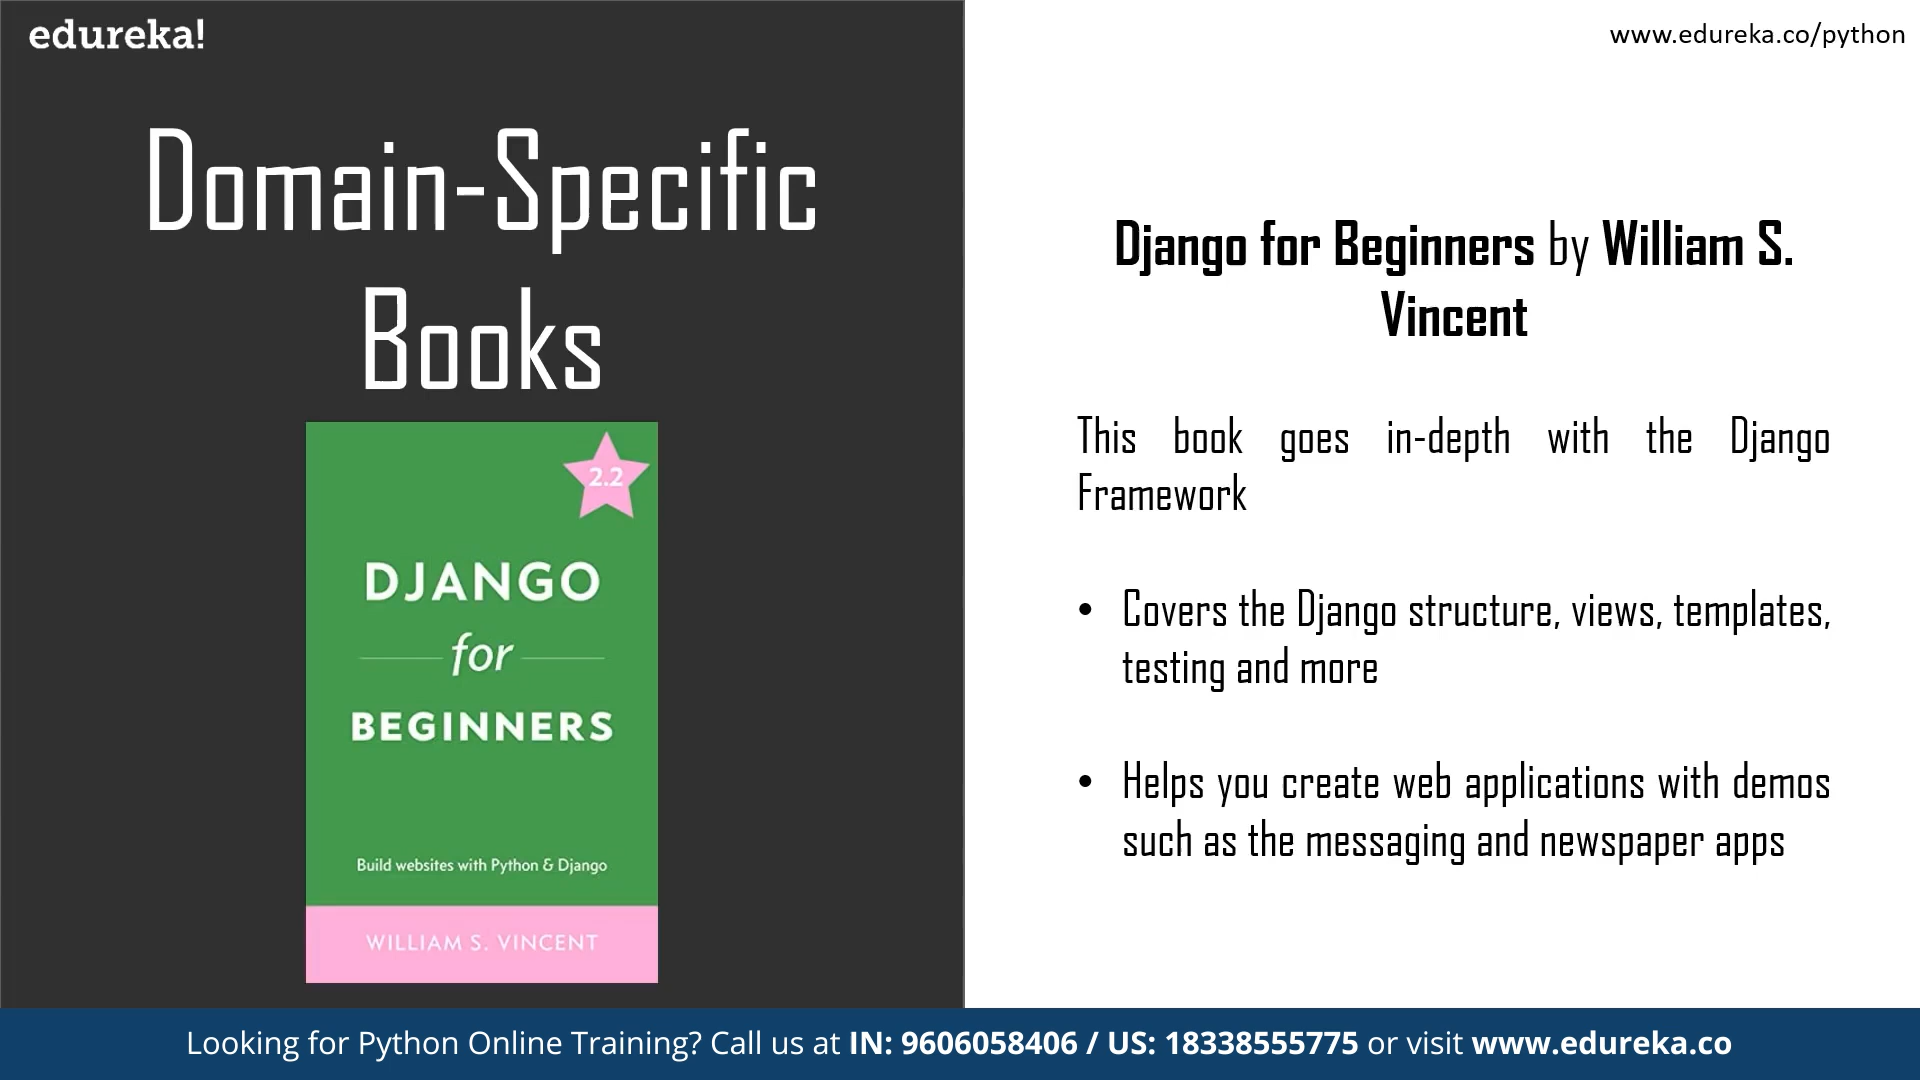 edureka!
www.edureka.co/python
Domain-Specific
Books
2.2
DJANGO
for
BEGINNERS
Build websites with Python & Django
WILLIAM S. VINCENT
Django for Beginners by William S.
Vincent
This book goes in-depth with the Django
Framework
• Covers the Django structure, views, templates,
testing and more
• Helps you create web applications with demos
such as the messaging and newspaper apps
Looking for Python Online Training? Call us at IN: 9606058406 / US: 18338555775 or visit www.edureka.co